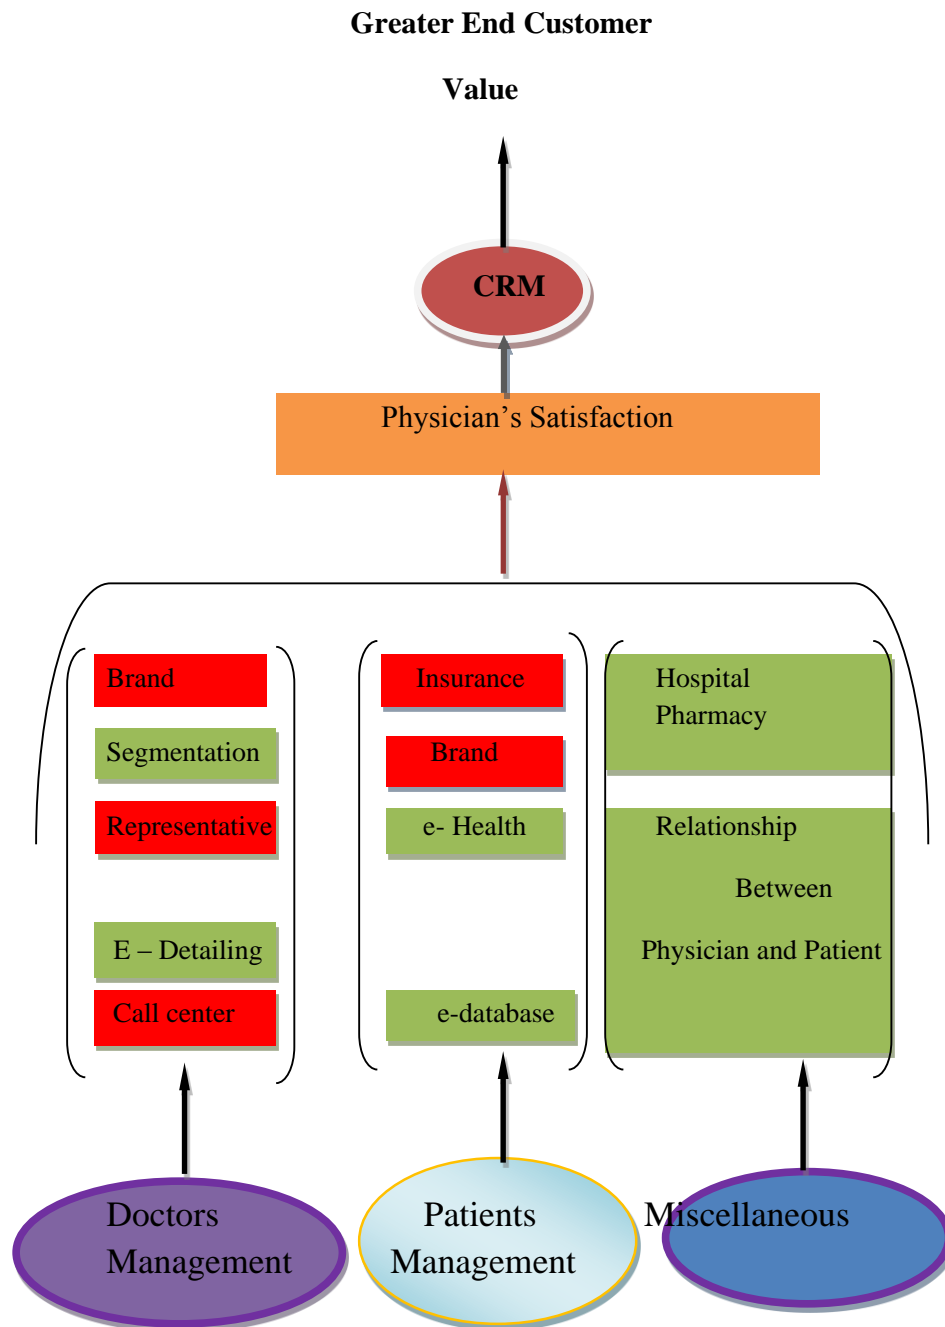 Greater End Customer
Value
CRM
Physician’s Satisfaction
Brand
Segmentation
Representative
E – Detailing
Call center
Insurance
Brand
e- Health
e-database
Hospital
Pharmacy
Relationship
Between
Physician and Patient
Doctors
Management
Patients
Management
Miscellaneous